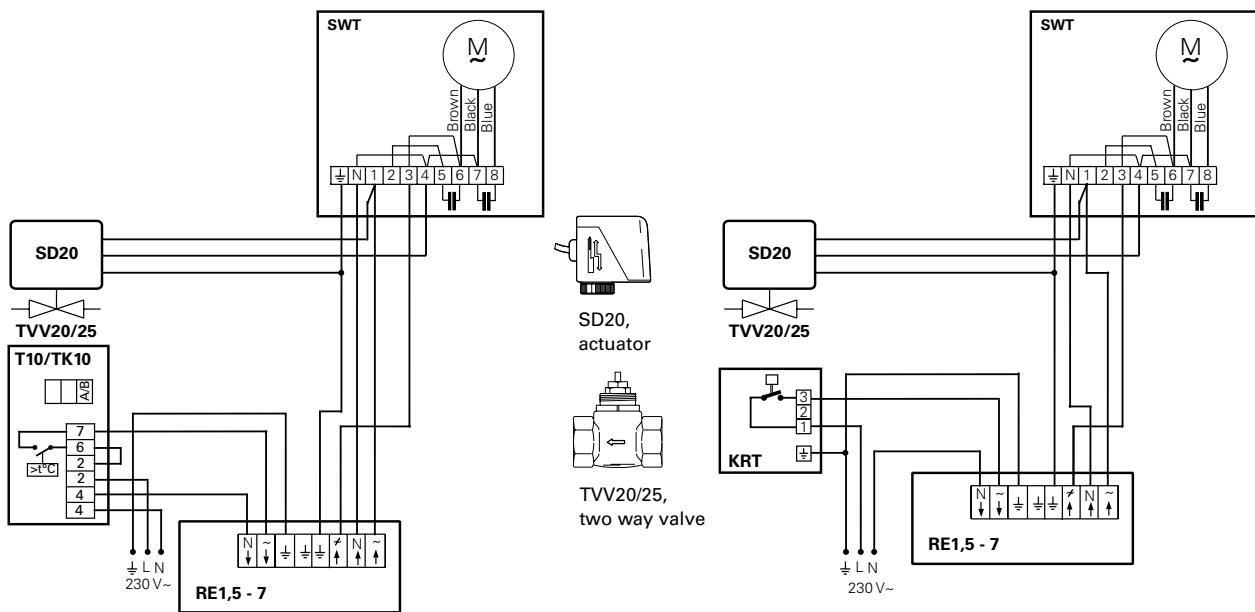 SWT
M
~
Brown
Black
Blue
⏚ N 1 2 3 4 5 6 7 8
SD20
TVV20/25
T10/TK10
A/B
7
6
2
2
4
4
>t°C
⏚ L N
230 V~
N ~ ⏚ ⏚ ⏚ ≁ N ~
RE1,5 - 7
SD20,
actuator
TVV20/25,
two way valve
SWT
M
~
Brown
Black
Blue
⏚ N 1 2 3 4 5 6 7 8
SD20
TVV20/25
3
2
1
⏚
KRT
⏚ L N
230 V~
N ~ ⏚ ⏚ ⏚ ≁ N ~
RE1,5 - 7